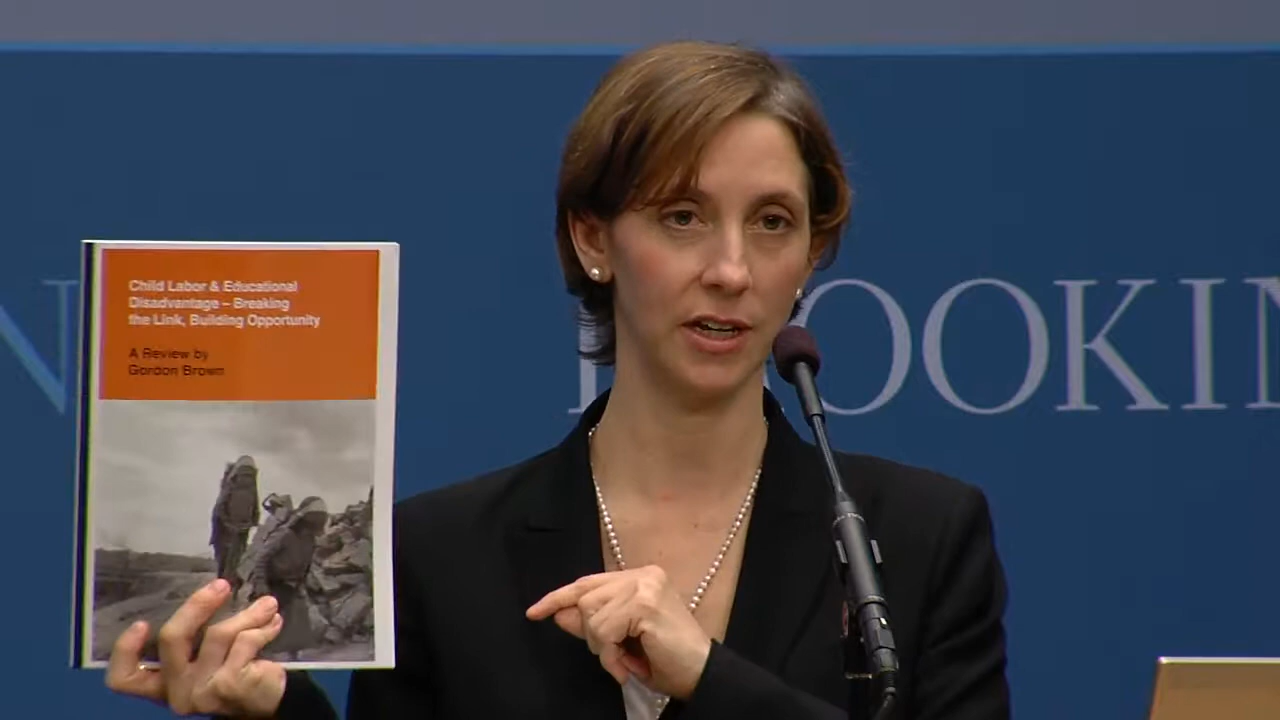 Child Labor & Educational
Disadvantage – Breaking
the Link, Building Opportunity
A Review by
Gordon Brown
OOKIN